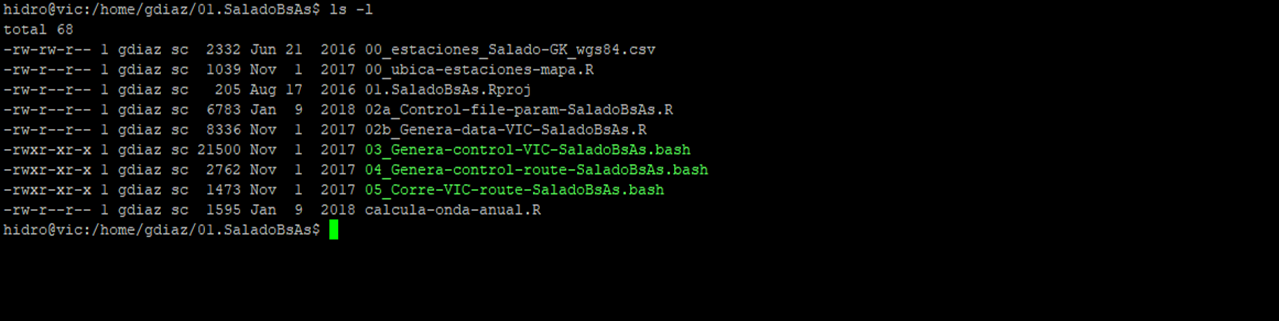 hidro@vic:/home/gdiaz/01.SaladoBsAs$ ls -l
total 68
-rw-rw-r-- 1 gdiaz sc  2332 Jun 21  2016 00_estaciones_Salado-GK_wgs84.csv
-rw-r--r-- 1 gdiaz sc  1039 Nov  1  2017 00_ubica-estaciones-mapa.R
-rw-r--r-- 1 gdiaz sc   205 Aug 17  2016 01.SaladoBsAs.Rproj
-rw-r--r-- 1 gdiaz sc  6783 Jan  9  2018 02a_Control-file-param-SaladoBsAs.R
-rw-r--r-- 1 gdiaz sc  8336 Nov  1  2017 02b_Genera-data-VIC-SaladoBsAs.R
-rwxr-xr-x 1 gdiaz sc 21500 Nov  1  2017 03_Genera-control-VIC-SaladoBsAs.bash
-rwxr-xr-x 1 gdiaz sc  2762 Nov  1  2017 04_Genera-control-route-SaladoBsAs.bash
-rwxr-xr-x 1 gdiaz sc  1473 Nov  1  2017 05_Corre-VIC-route-SaladoBsAs.bash
-rw-r--r-- 1 gdiaz sc  1595 Jan  9  2018 calcula-onda-anual.R
hidro@vic:/home/gdiaz/01.SaladoBsAs$